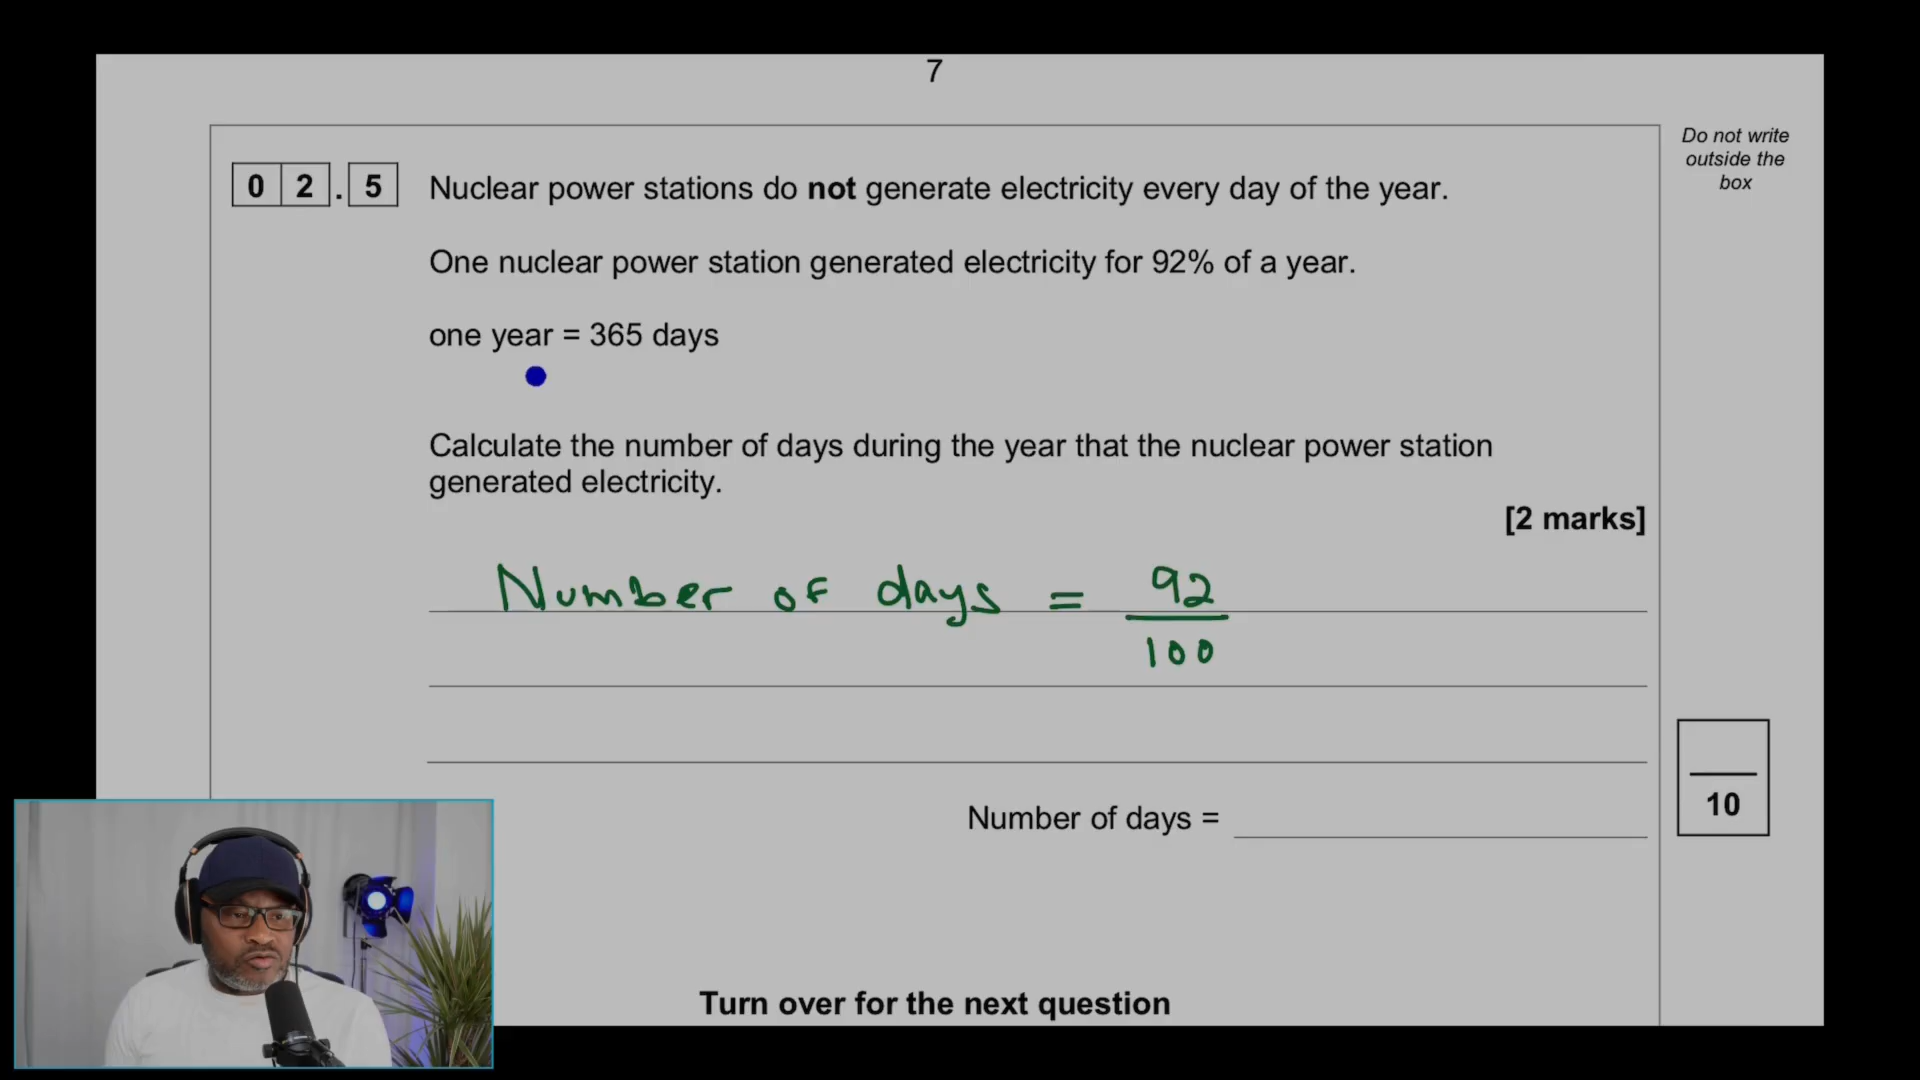 7
Do not write
outside the
box
0 2 . 5 Nuclear power stations do not generate electricity every day of the year.
One nuclear power station generated electricity for 92% of a year.
one year = 365 days
Calculate the number of days during the year that the nuclear power station
generated electricity.
[2 marks]
Number of days = 92
100
Number of days =
10
Turn over for the next question